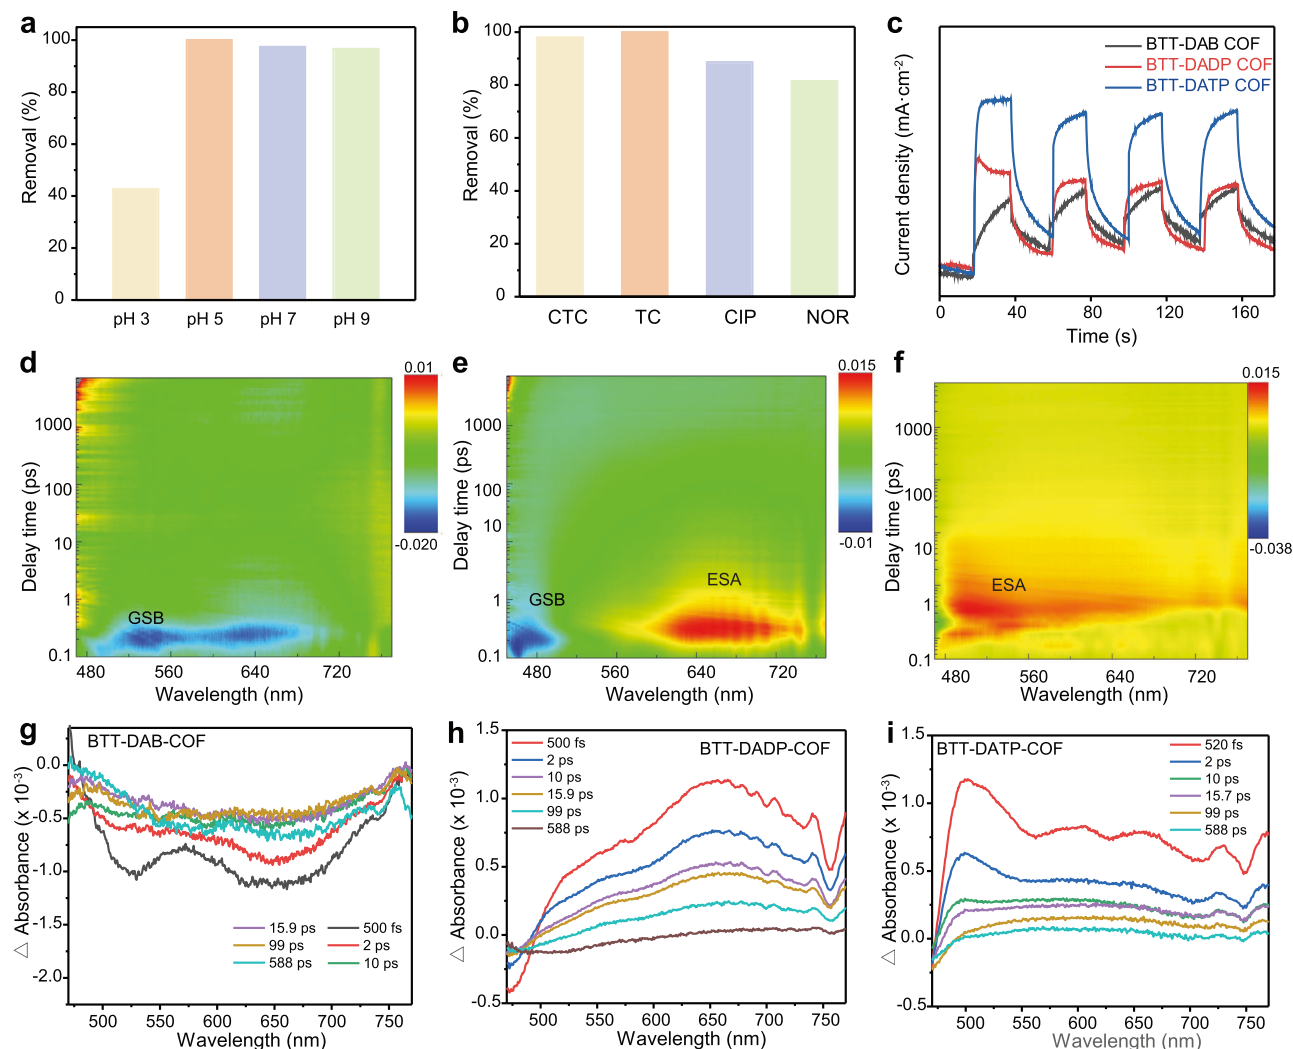 a
Removal (%)
100
80
60
40
20
0
pH 3 pH 5 pH 7 pH 9
b
Removal (%)
100
80
60
40
20
0
CTC TC CIP NOR
c
BTT-DAB COF
BTT-DADP COF
BTT-DATP COF
Current density (mA·cm⁻²)
0 40 80 120 160
Time (s)
d
Delay time (ps)
1000
100
10
1
0.1
GSB
480 560 640 720
Wavelength (nm)
0.01
-0.020
e
Delay time (ps)
1000
100
10
1
0.1
GSB
ESA
480 560 640 720
Wavelength (nm)
0.015
-0.01
f
Delay time (ps)
1000
100
10
1
0.1
ESA
480 560 640 720
Wavelength (nm)
0.015
-0.038
g
BTT-DAB-COF
△ Absorbance (x 10⁻³)
0.0
-0.5
-1.0
-1.5
-2.0
15.9 ps 500 fs
99 ps 2 ps
588 ps 10 ps
500 550 600 650 700 750
Wavelength (nm)
h
BTT-DADP-COF
△ Absorbance (x 10⁻³)
1.5
1.0
0.5
0.0
-0.5
500 fs
2 ps
10 ps
15.9 ps
99 ps
588 ps
500 550 600 650 700 750
Wavelength (nm)
i
BTT-DATP-COF
△ Absorbance (x 10⁻³)
1.5
1.0
0.5
0.0
-0.5
520 fs
2 ps
10 ps
15.7 ps
99 ps
588 ps
500 550 600 650 700 750
Wavelength (nm)